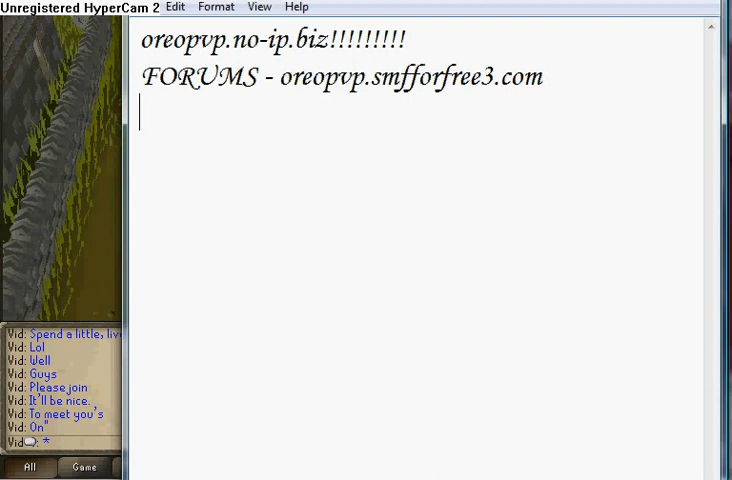 Unregistered HyperCam 2
Edit Format View Help
oreopvp.no-ip.biz!!!!!!!!!
FORUMS - oreopvp.smfforfree3.com
Vid: Spend a little, liv
Vid: Lol
Vid: Well
Vid: Guys
Vid: Please join
Vid: It'll be nice.
Vid: To meet you's
Vid: On"
Vid: *
All Game